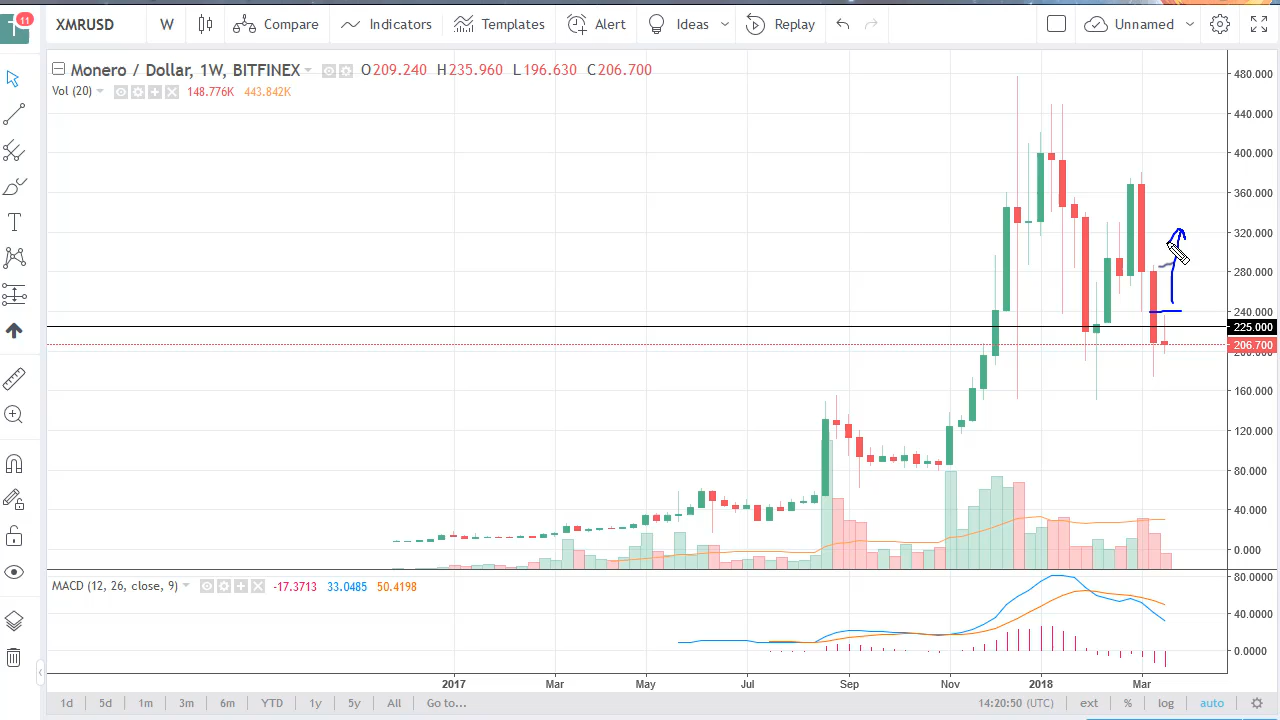 11
T
XMRUSD W Compare Indicators Templates Alert Ideas Replay Unnamed
Monero / Dollar, 1W, BITFINEX O209.240 H235.960 L196.630 C206.700
Vol (20) 148.776K 443.842K
480.000
440.000
400.000
360.000
320.000
280.000
240.000
225.000
206.700
200.000
160.000
120.000
80.000
40.000
0.000
MACD (12, 26, close, 9) -17.3713 33.0485 50.4198
80.0000
40.0000
0.0000
2017 Mar May Jul Sep Nov 2018 Mar
1d 5d 1m 3m 6m YTD 1y 5y All Go to... 14:20:50 (UTC) ext % log auto